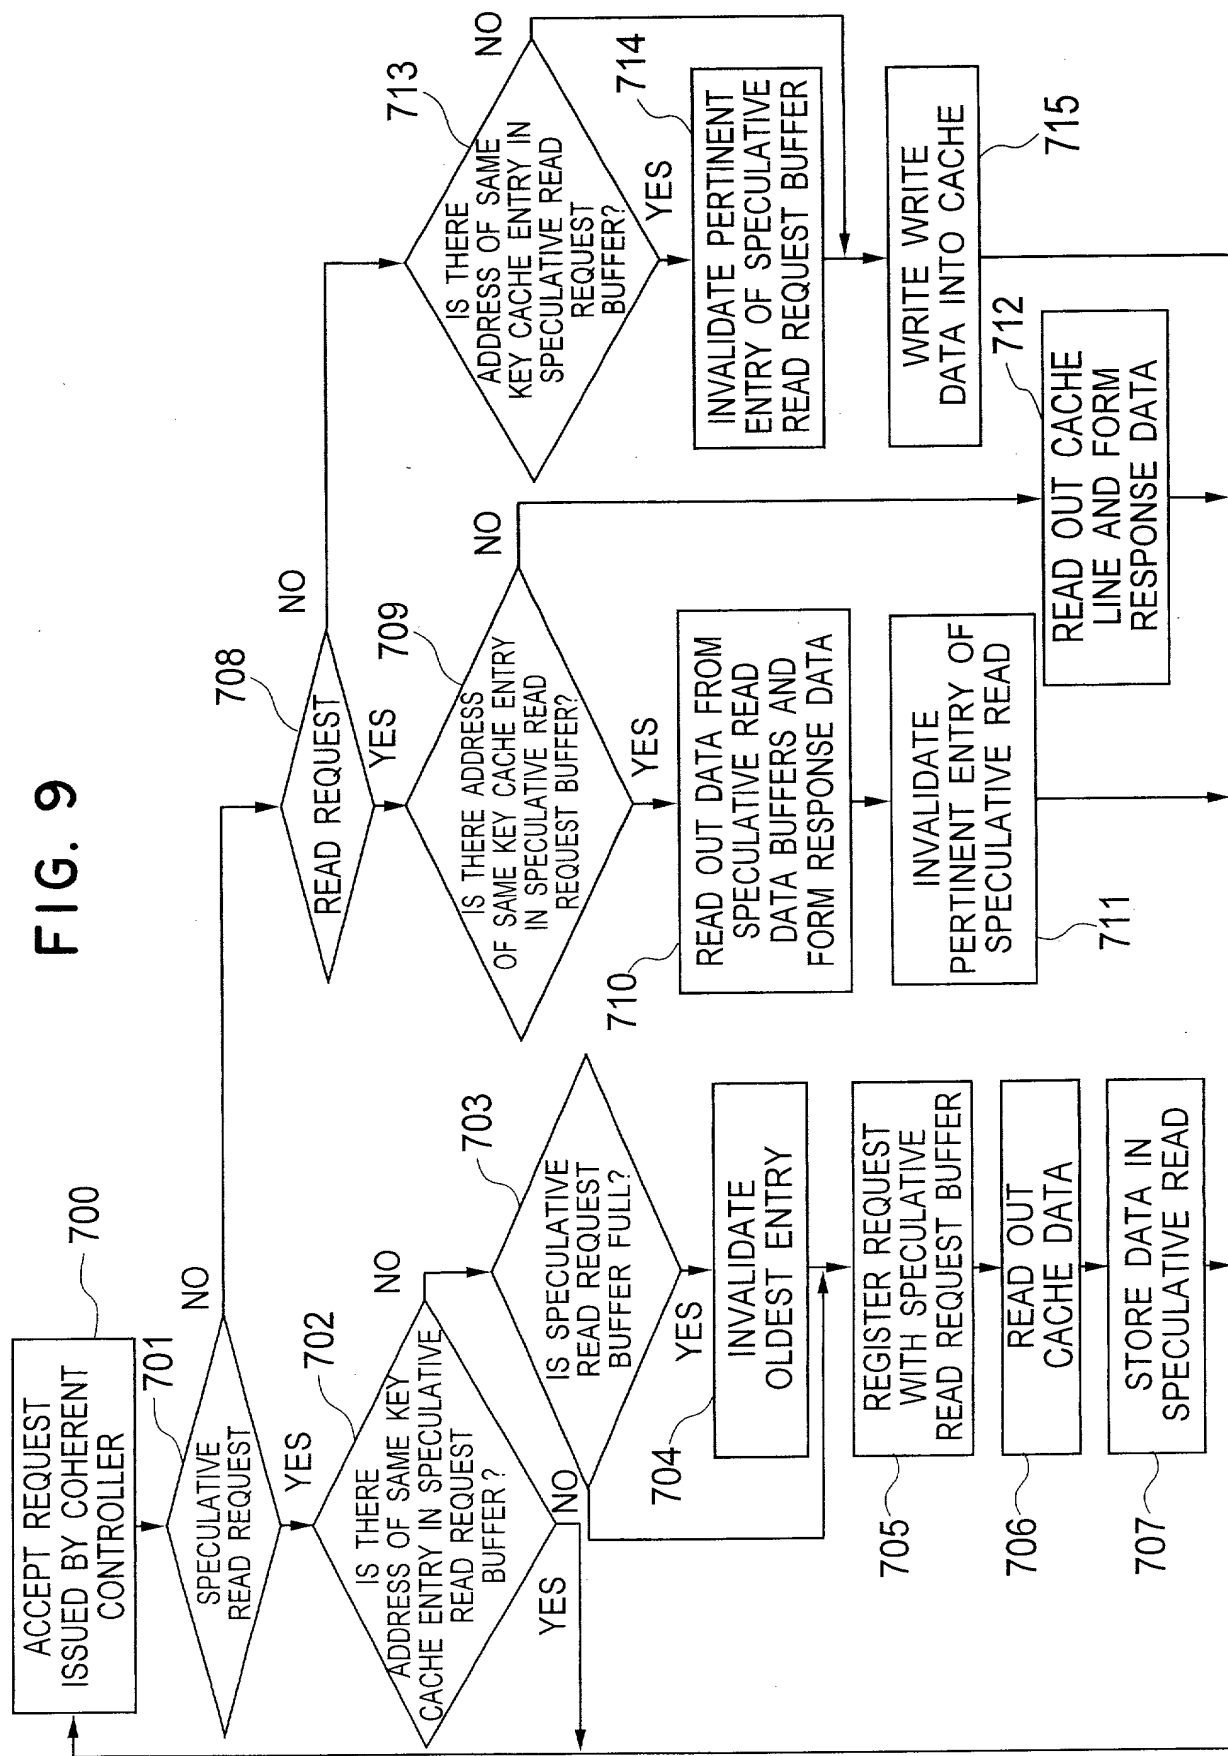 FIG. 9
ACCEPT REQUEST
ISSUED BY COHERENT
CONTROLLER
700
SPECULATIVE
READ REQUEST
701
NO
YES
IS THERE
ADDRESS OF SAME KEY
CACHE ENTRY IN SPECULATIVE
READ REQUEST
BUFFER?
702
NO
YES
IS SPECULATIVE
READ REQUEST
BUFFER FULL?
703
NO
YES
INVALIDATE
OLDEST ENTRY
704
REGISTER REQUEST
WITH SPECULATIVE
READ REQUEST BUFFER
705
READ OUT
CACHE DATA
706
STORE DATA IN
SPECULATIVE READ
707
READ REQUEST
708
NO
YES
IS THERE ADDRESS
OF SAME KEY CACHE ENTRY
IN SPECULATIVE READ
REQUEST BUFFER?
709
NO
YES
READ OUT DATA FROM
SPECULATIVE READ
DATA BUFFERS AND
FORM RESPONSE DATA
710
INVALIDATE
PERTINENT ENTRY OF
SPECULATIVE READ
711
READ OUT CACHE
LINE AND FORM
RESPONSE DATA
712
IS THERE
ADDRESS OF SAME
KEY CACHE ENTRY IN
SPECULATIVE READ
REQUEST
BUFFER?
713
NO
YES
INVALIDATE PERTINENT
ENTRY OF SPECULATIVE
READ REQUEST BUFFER
714
WRITE WRITE
DATA INTO CACHE
715